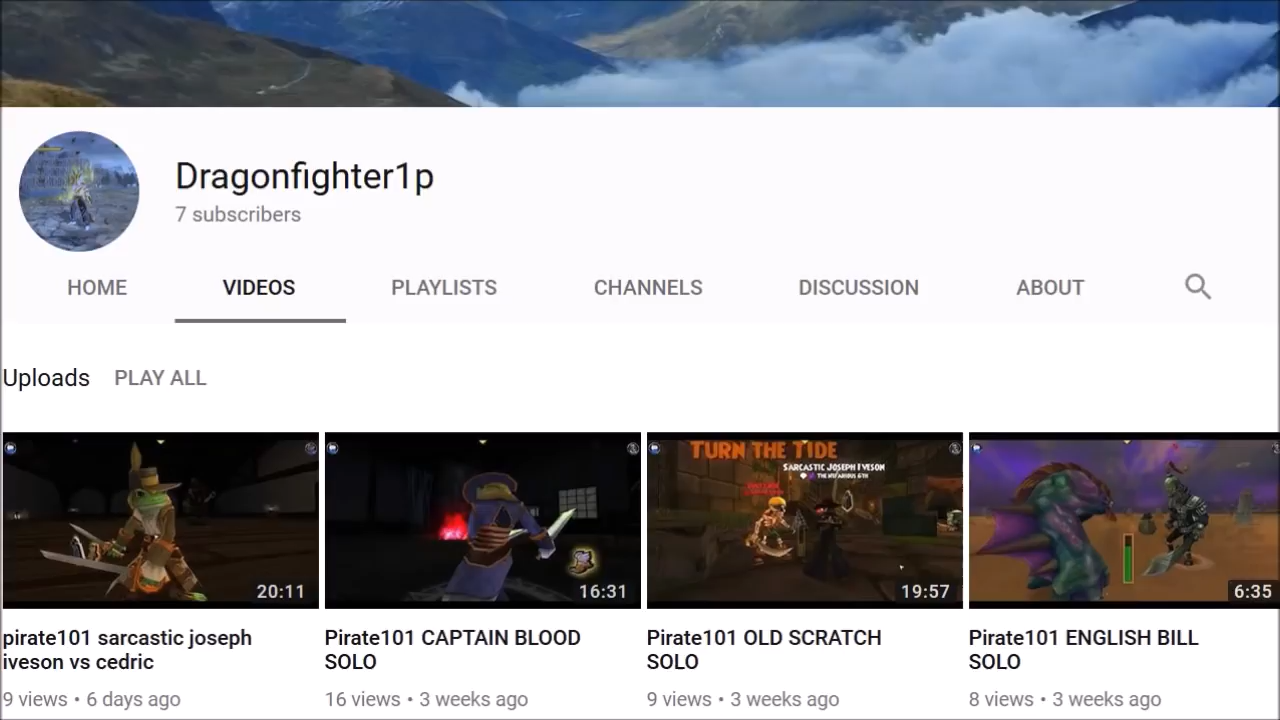 Dragonfighter1p
7 subscribers
HOME VIDEOS PLAYLISTS CHANNELS DISCUSSION ABOUT
Uploads PLAY ALL
TURN THE TIDE
SARCASTIC JOSEPH IVESON
THE NEFARIOUS 6TH
20:11 16:31 19:57 6:35
pirate101 sarcastic joseph
iveson vs cedric
9 views • 6 days ago
Pirate101 CAPTAIN BLOOD
SOLO
16 views • 3 weeks ago
Pirate101 OLD SCRATCH
SOLO
9 views • 3 weeks ago
Pirate101 ENGLISH BILL
SOLO
8 views • 3 weeks ago